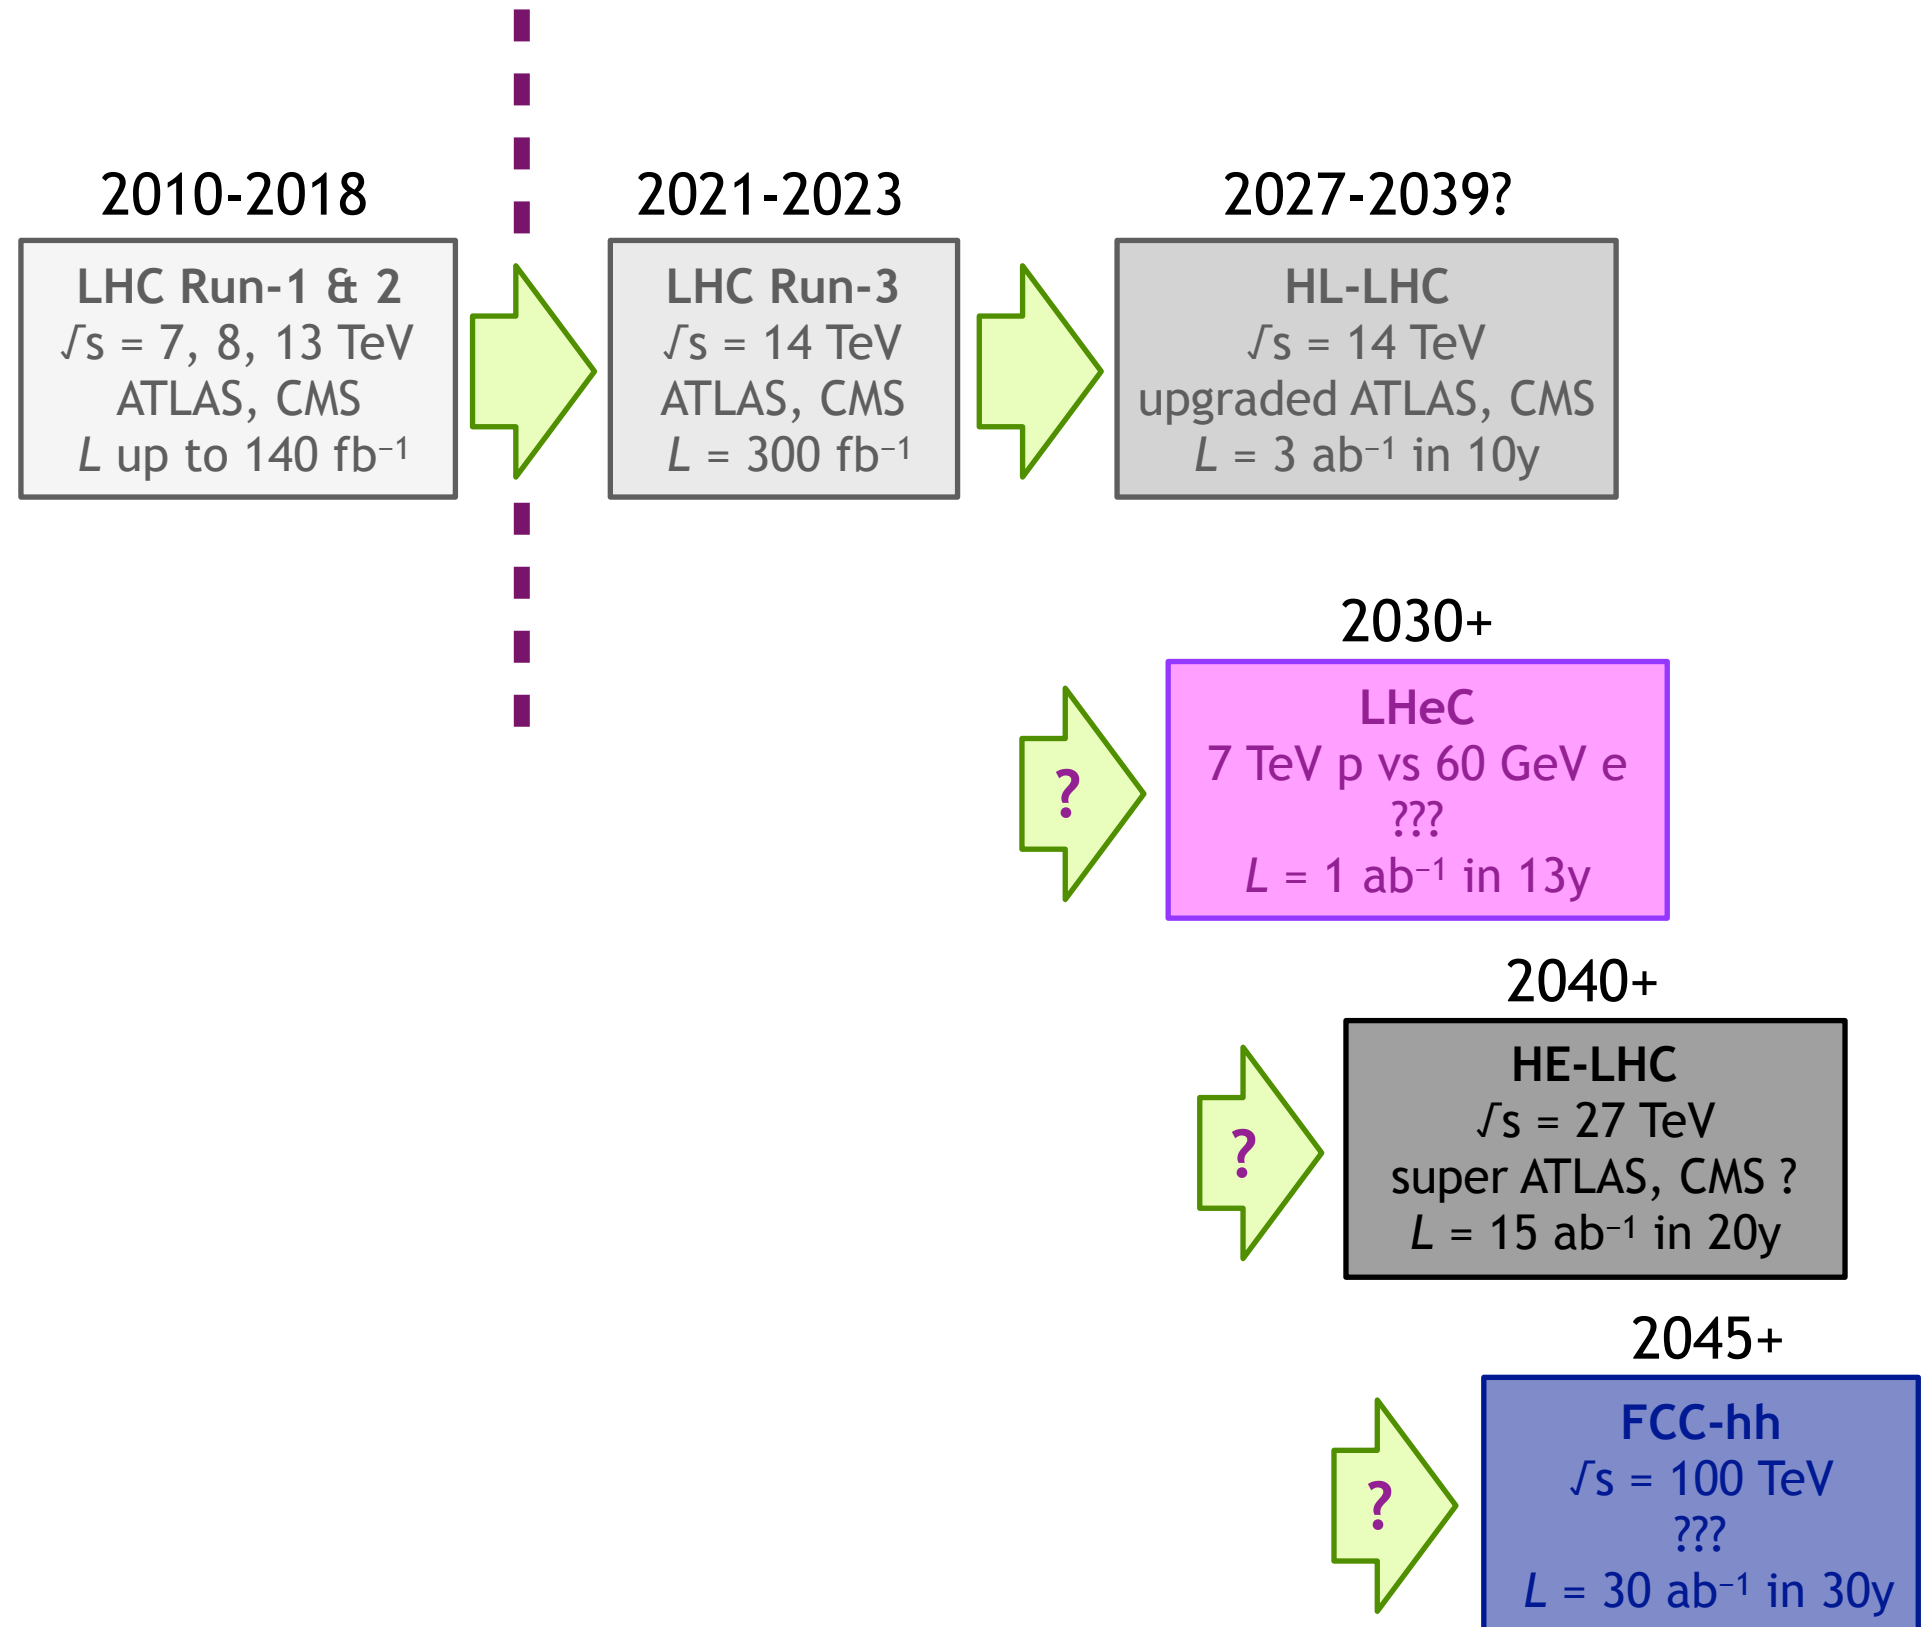 2010-2018
LHC Run-1 & 2
√s = 7, 8, 13 TeV
ATLAS, CMS
L up to 140 fb⁻¹
2021-2023
LHC Run-3
√s = 14 TeV
ATLAS, CMS
L = 300 fb⁻¹
2027-2039?
HL-LHC
√s = 14 TeV
upgraded ATLAS, CMS
L = 3 ab⁻¹ in 10y
2030+
?
LHeC
7 TeV p vs 60 GeV e
???
L = 1 ab⁻¹ in 13y
2040+
?
HE-LHC
√s = 27 TeV
super ATLAS, CMS ?
L = 15 ab⁻¹ in 20y
2045+
?
FCC-hh
√s = 100 TeV
???
L = 30 ab⁻¹ in 30y